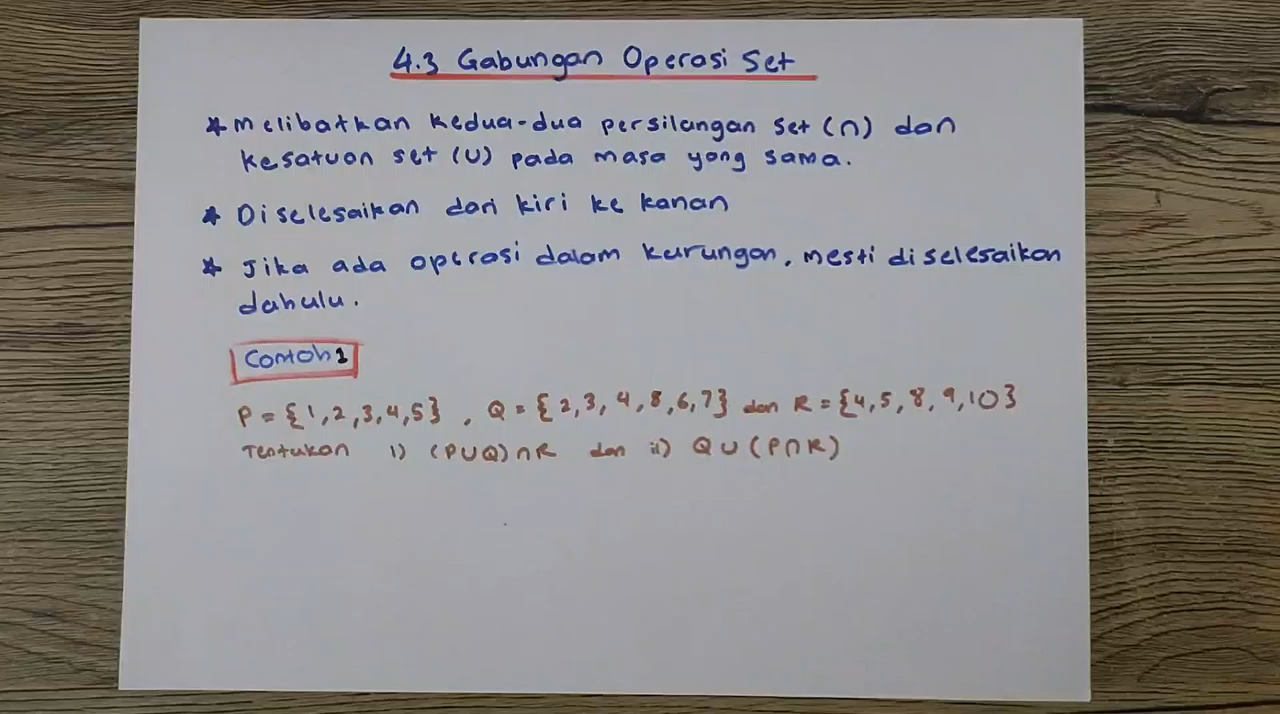 4.3 Gabungan Operasi Set
* Melibatkan kedua-dua persilangan set (∩) dan
kesatuan set (∪) pada masa yang sama.
* Diselesaikan dari kiri ke kanan
* Jika ada operasi dalam kurungan, mesti diselesaikan
dahulu.
Contoh 1
P = {1,2,3,4,5} , Q = {2,3,4,5,6,7} dan R = {4,5,8,9,10}
Tentukan i) (P∪Q)∩R dan ii) Q∪(P∩R)